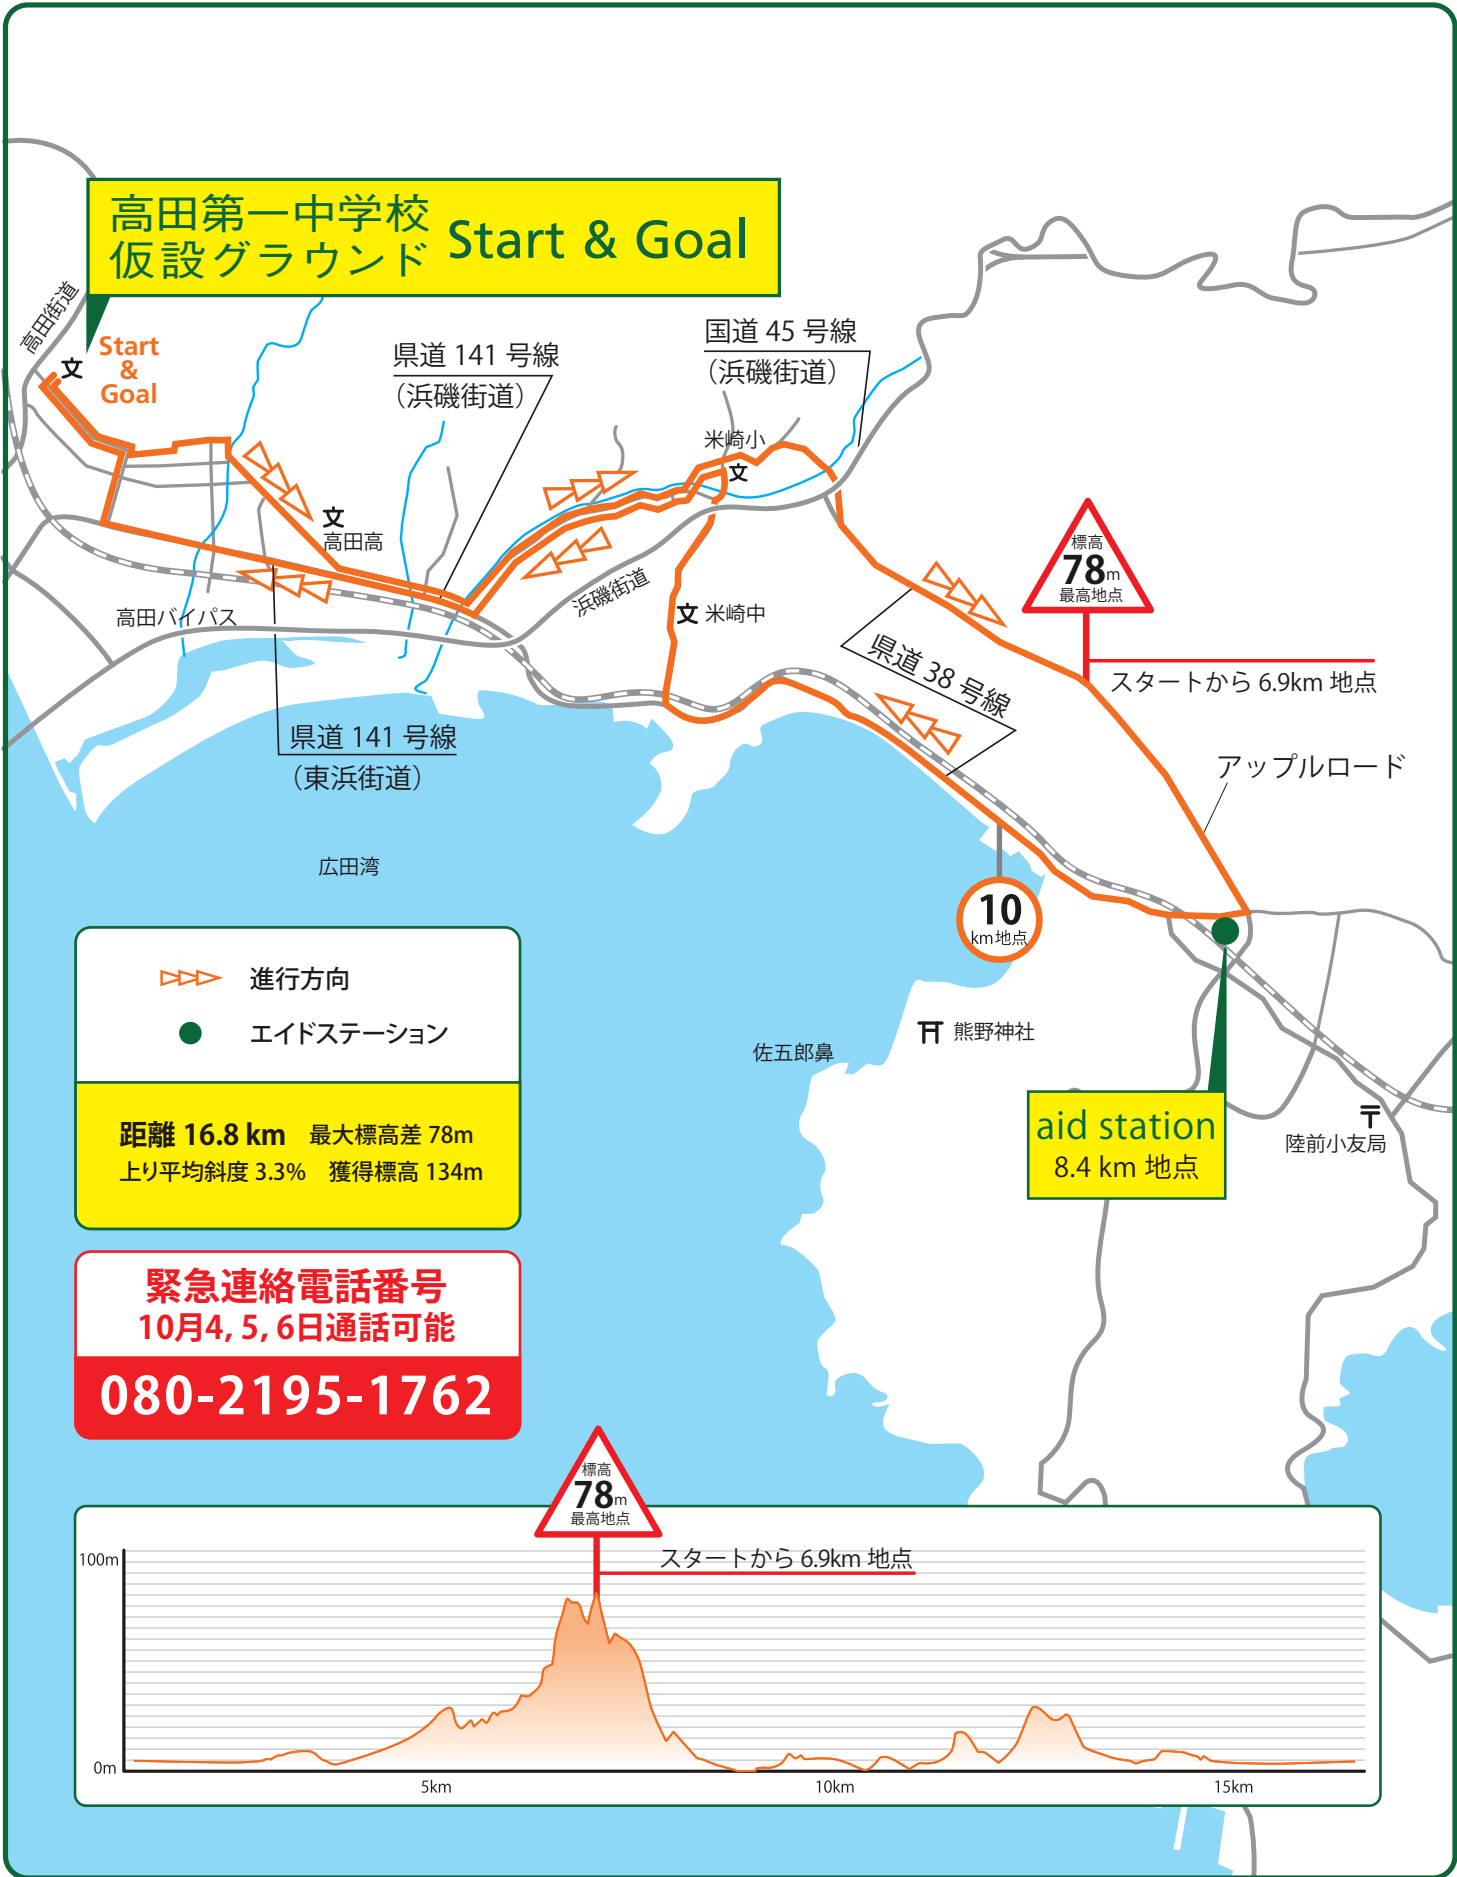 高田第一中学校
仮設グラウンド
Start & Goal
高田街道
Start
&
Goal
文
県道 141 号線
（浜磯街道）
国道 45 号線
（浜磯街道）
米崎小
文
文
高田高
標高
78m
最高地点
高田バイパス
浜磯街道
文 米崎中
県道 38 号線
スタートから 6.9km 地点
県道 141 号線
（東浜街道）
アップルロード
広田湾
10
km地点
進行方向
エイドステーション
熊野神社
佐五郎鼻
距離 16.8 km 最大標高差 78m
上り平均斜度 3.3% 獲得標高 134m
aid station
8.4 km 地点
〒
陸前小友局
緊急連絡電話番号
10月4, 5, 6日通話可能
080-2195-1762
標高
78m
最高地点
スタートから 6.9km 地点
100m
0m
5km
10km
15km